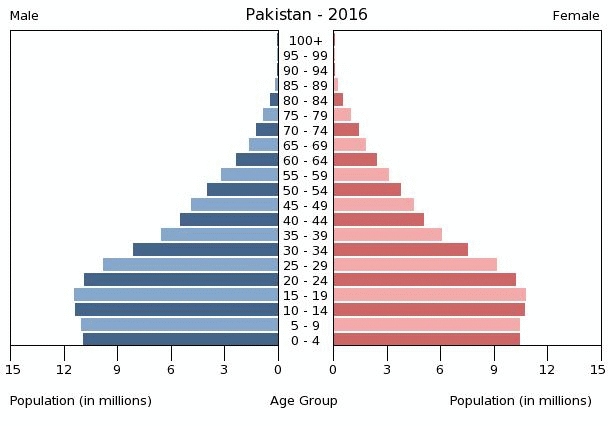 Pakistan - 2016
Male
Female
100+
95 - 99
90 - 94
85 - 89
80 - 84
75 - 79
70 - 74
65 - 69
60 - 64
55 - 59
50 - 54
45 - 49
40 - 44
35 - 39
30 - 34
25 - 29
20 - 24
15 - 19
10 - 14
5 - 9
0 - 4
15 12 9 6 3 0 0 3 6 9 12 15
Population (in millions) Age Group Population (in millions)